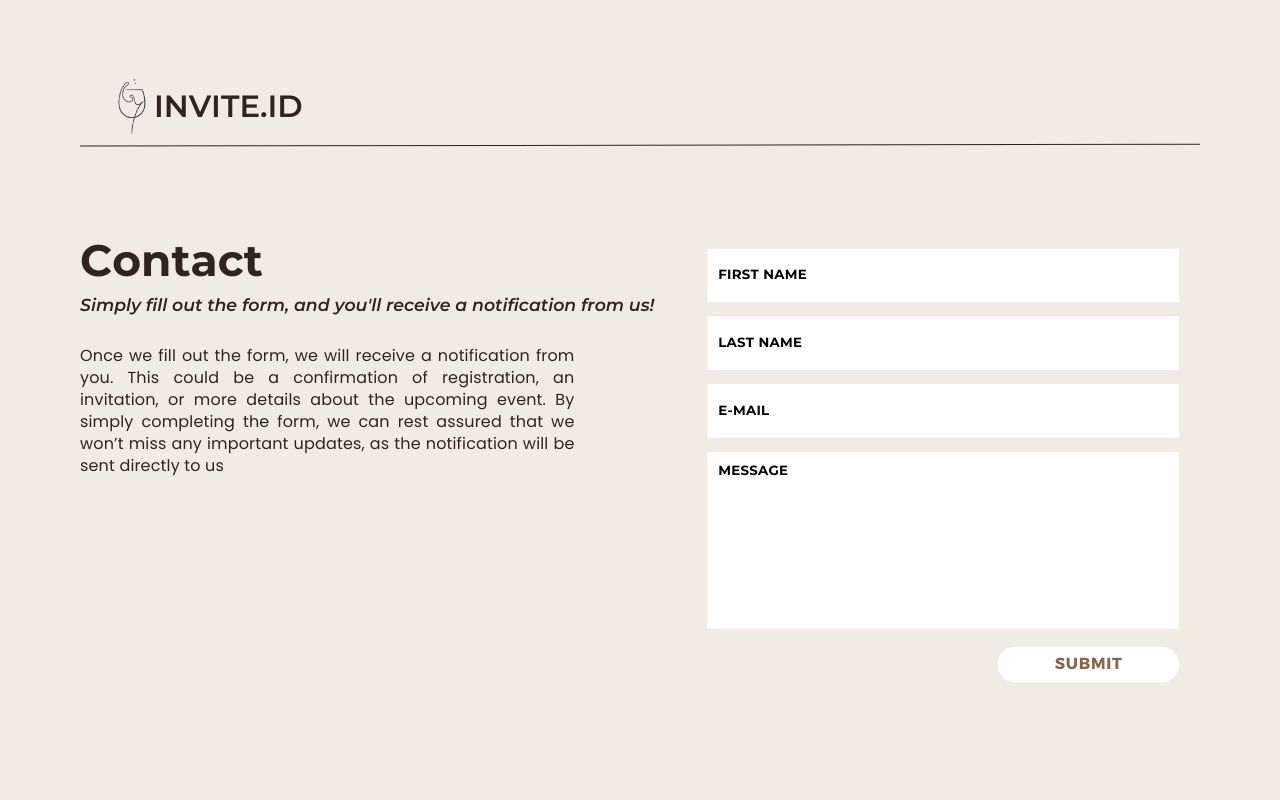 INVITE.ID
Contact
Simply fill out the form, and you'll receive a notification from us!
Once we fill out the form, we will receive a notification from
you. This could be a confirmation of registration, an
invitation, or more details about the upcoming event. By
simply completing the form, we can rest assured that we
won’t miss any important updates, as the notification will be
sent directly to us
FIRST NAME
LAST NAME
E-MAIL
MESSAGE
SUBMIT